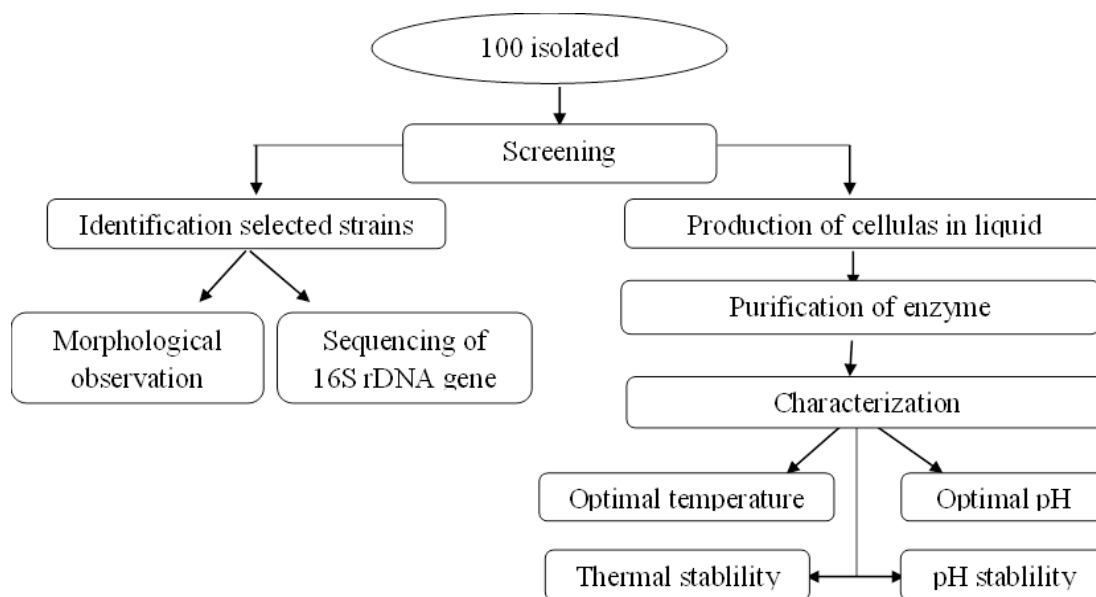 100 isolated
Screening
Identification selected strains
Production of cellulas in liquid
Purification of enzyme
Morphological
observation
Sequencing of
16S rDNA gene
Characterization
Optimal temperature
Optimal pH
Thermal stablility
pH stablility